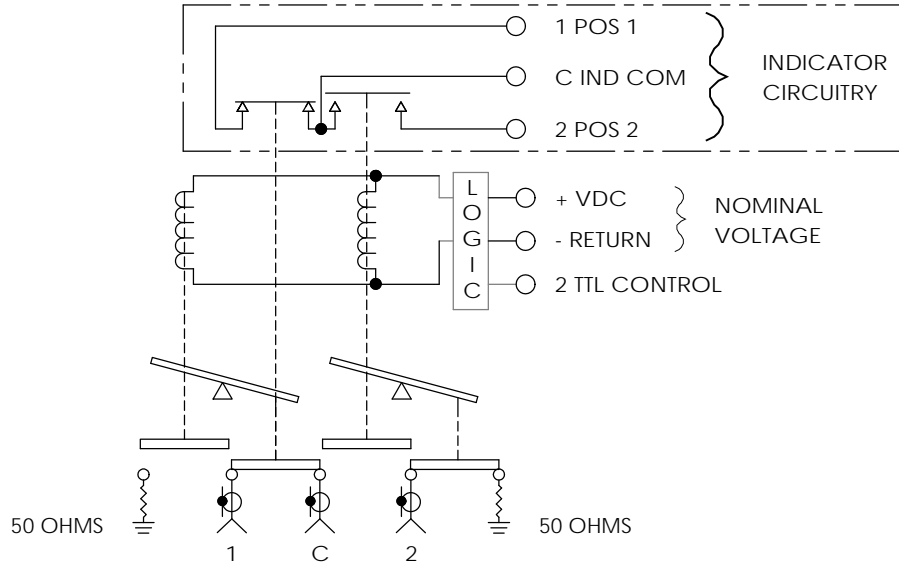 1 POS 1
C IND COM
2 POS 2
INDICATOR
CIRCUITRY
LOGIC
+ VDC
- RETURN
2 TTL CONTROL
NOMINAL
VOLTAGE
50 OHMS
50 OHMS
1
C
2